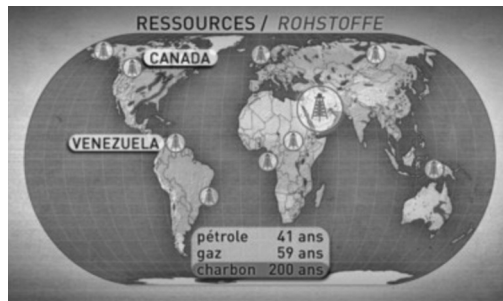 RESSOURCES / ROHSTOFFE
CANADA
VENEZUELA
pétrole 41 ans
gaz 59 ans
charbon 200 ans